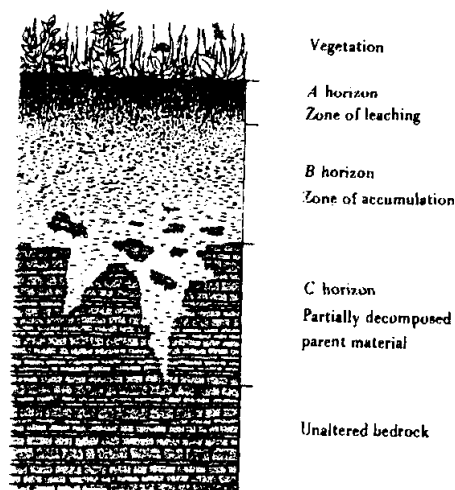 Vegetation
A horizon
Zone of leaching
B horizon
Zone of accumulation
C horizon
Partially decomposed
parent material
Unaltered bedrock